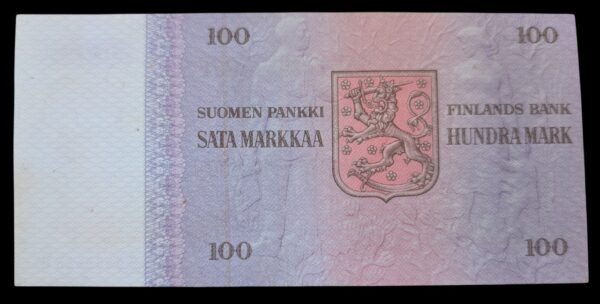 100 100
SUOMEN PANKKI FINLANDS BANK
SATA MARKKAA HUNDRA MARK
100 100